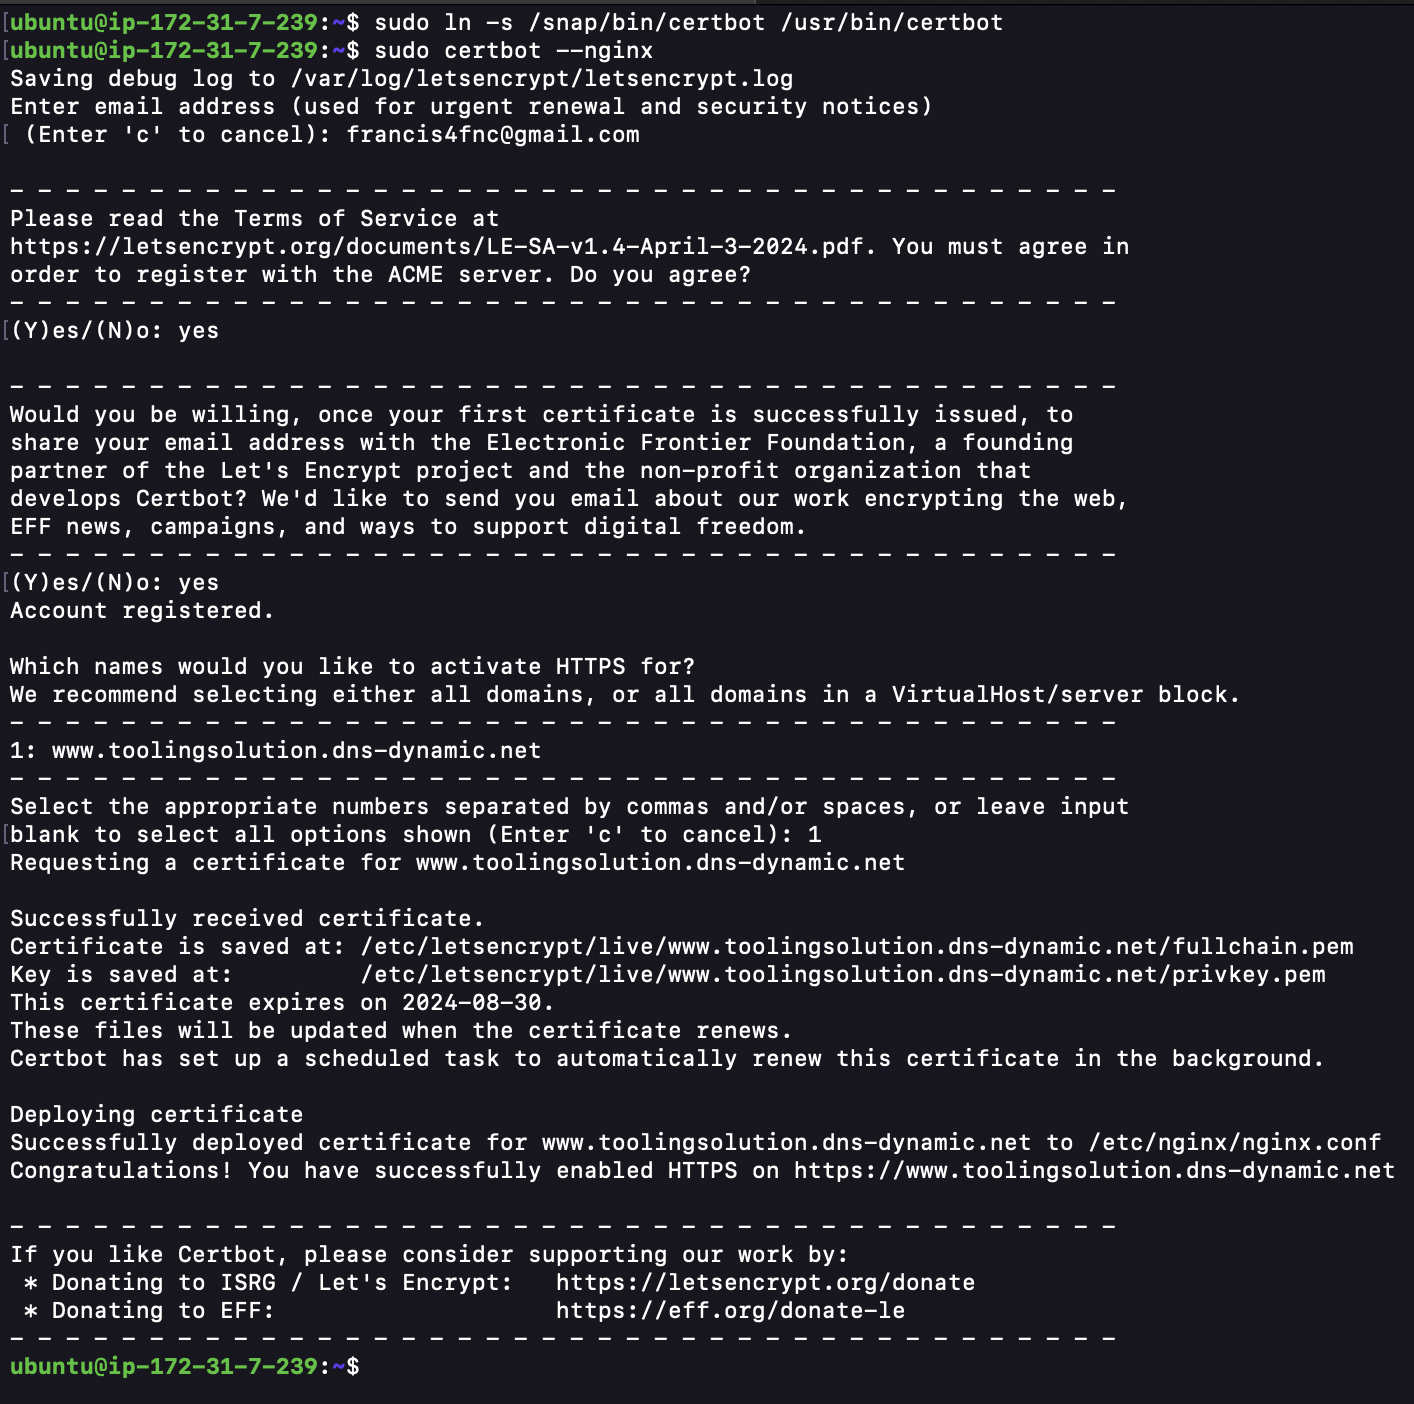 [ubuntu@ip-172-31-7-239:~$ sudo ln -s /snap/bin/certbot /usr/bin/certbot
[ubuntu@ip-172-31-7-239:~$ sudo certbot --nginx
Saving debug log to /var/log/letsencrypt/letsencrypt.log
Enter email address (used for urgent renewal and security notices)
[ (Enter 'c' to cancel): francis4fnc@gmail.com
- - - - - - - - - - - - - - - - - - - - - - - - - - - - - - - - - - - - - - - -
Please read the Terms of Service at
https://letsencrypt.org/documents/LE-SA-v1.4-April-3-2024.pdf. You must agree in
order to register with the ACME server. Do you agree?
- - - - - - - - - - - - - - - - - - - - - - - - - - - - - - - - - - - - - - - -
[(Y)es/(N)o: yes
- - - - - - - - - - - - - - - - - - - - - - - - - - - - - - - - - - - - - - - -
Would you be willing, once your first certificate is successfully issued, to
share your email address with the Electronic Frontier Foundation, a founding
partner of the Let's Encrypt project and the non-profit organization that
develops Certbot? We'd like to send you email about our work encrypting the web,
EFF news, campaigns, and ways to support digital freedom.
- - - - - - - - - - - - - - - - - - - - - - - - - - - - - - - - - - - - - - - -
[(Y)es/(N)o: yes
Account registered.
Which names would you like to activate HTTPS for?
We recommend selecting either all domains, or all domains in a VirtualHost/server block.
- - - - - - - - - - - - - - - - - - - - - - - - - - - - - - - - - - - - - - - -
1: www.toolingsolution.dns-dynamic.net
- - - - - - - - - - - - - - - - - - - - - - - - - - - - - - - - - - - - - - - -
Select the appropriate numbers separated by commas and/or spaces, or leave input
[blank to select all options shown (Enter 'c' to cancel): 1
Requesting a certificate for www.toolingsolution.dns-dynamic.net
Successfully received certificate.
Certificate is saved at: /etc/letsencrypt/live/www.toolingsolution.dns-dynamic.net/fullchain.pem
Key is saved at:         /etc/letsencrypt/live/www.toolingsolution.dns-dynamic.net/privkey.pem
This certificate expires on 2024-08-30.
These files will be updated when the certificate renews.
Certbot has set up a scheduled task to automatically renew this certificate in the background.
Deploying certificate
Successfully deployed certificate for www.toolingsolution.dns-dynamic.net to /etc/nginx/nginx.conf
Congratulations! You have successfully enabled HTTPS on https://www.toolingsolution.dns-dynamic.net
- - - - - - - - - - - - - - - - - - - - - - - - - - - - - - - - - - - - - - - -
If you like Certbot, please consider supporting our work by:
 * Donating to ISRG / Let's Encrypt:   https://letsencrypt.org/donate
 * Donating to EFF:                    https://eff.org/donate-le
- - - - - - - - - - - - - - - - - - - - - - - - - - - - - - - - - - - - - - - -
ubuntu@ip-172-31-7-239:~$